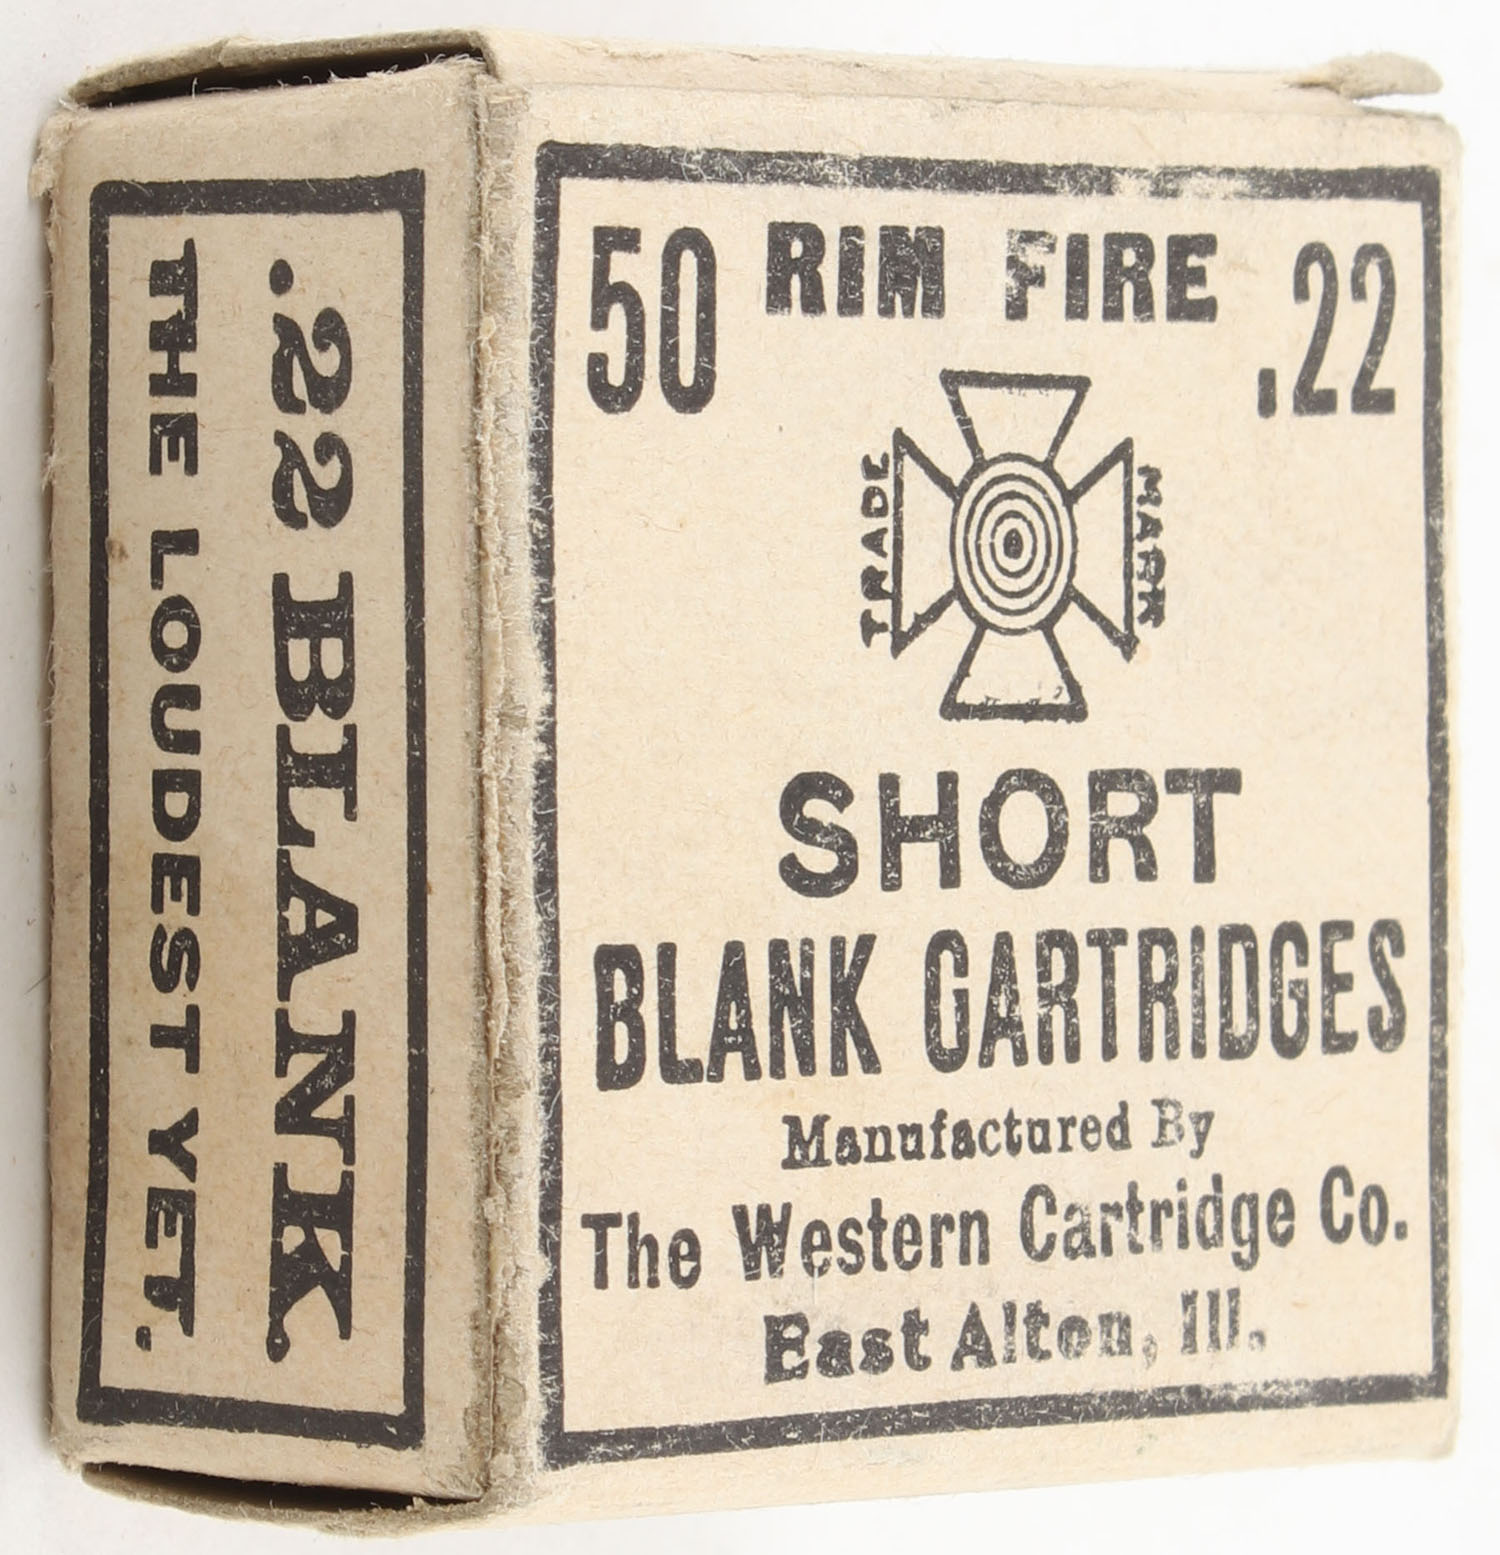 .22 BLANK
THE LOUDEST YET.
50 RIM FIRE .22
TRADE MARK
SHORT
BLANK CARTRIDGES
Manufactured By
The Western Cartridge Co.
East Alton, Ill.